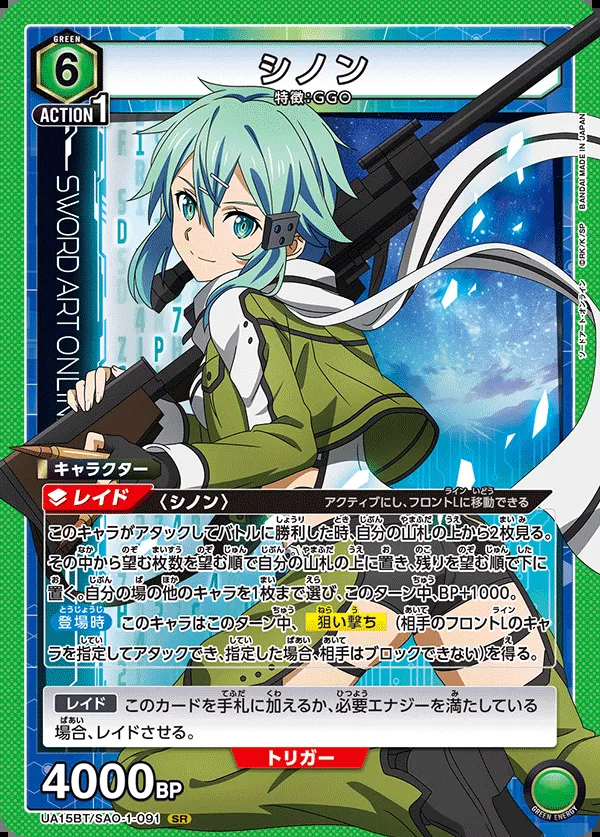 GREEN
6
ACTION 1
シノン
特徴:GGO
SWORD ART ONLIN
BANDAI MADE IN JAPAN
©RK/K/SP
ソードアート・オンライン
キャラクター
レイド 〈シノン〉 アクティブにし、フロントLに移動できる
このキャラがアタックしてバトルに勝利した時、自分の山札の上から2枚見る。
その中から望む枚数を望む順で自分の山札の上に置き、残りを望む順で下に
置く。自分の場の他のキャラを1枚まで選び、このターン中、BP+1000。
登場時 このキャラはこのターン中、 狙い撃ち (相手のフロントLのキャ
ラを指定してアタックでき、指定した場合、相手はブロックできない)を得る。
レイド このカードを手札に加えるか、必要エナジーを満たしている
場合、レイドさせる。
トリガー
4000BP
GREEN ENERGY
UA15BT/SAO-1-091 SR